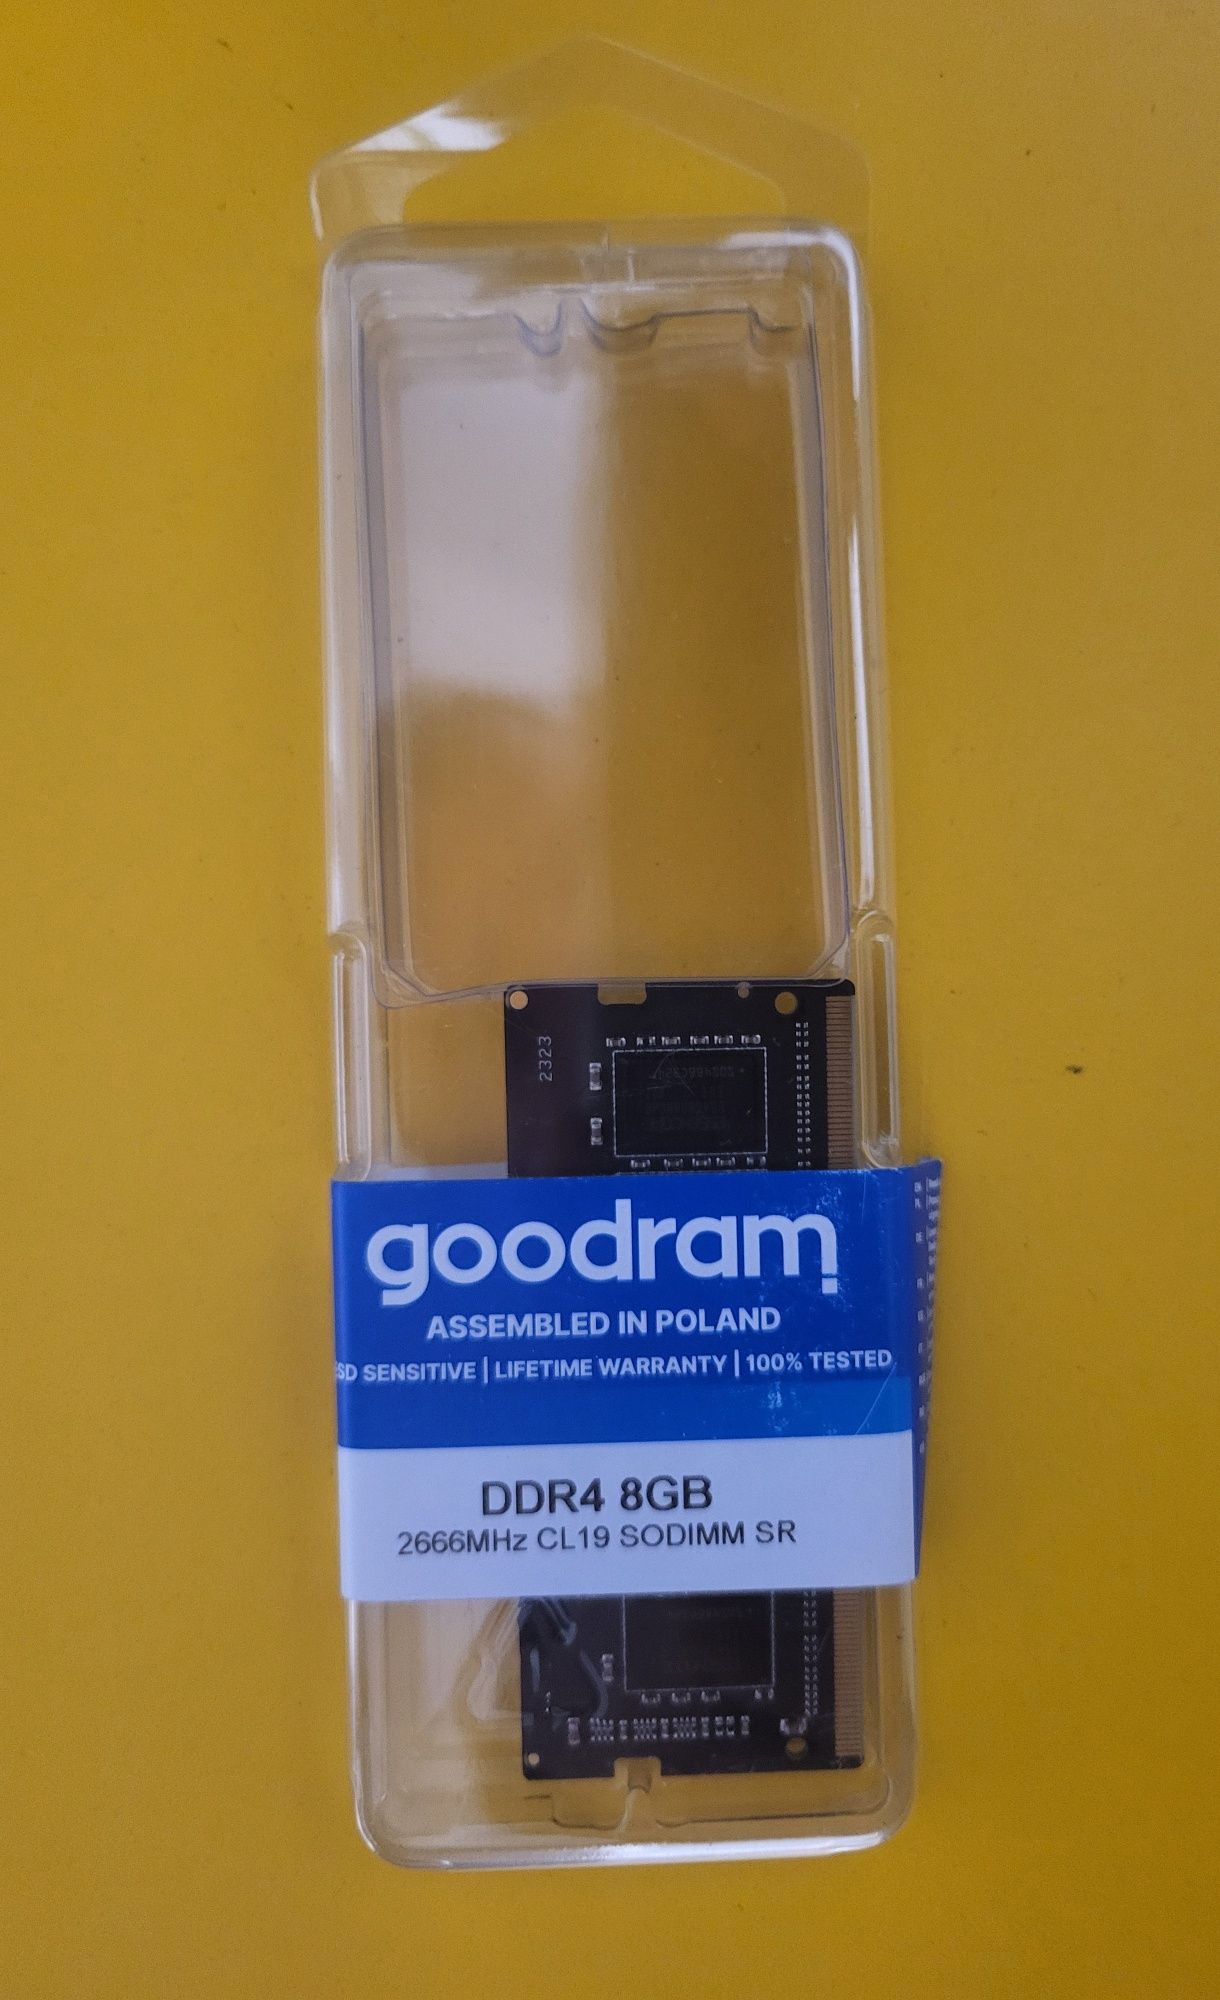 2323
goodram
ASSEMBLED IN POLAND
SD SENSITIVE | LIFETIME WARRANTY | 100% TESTED
DDR4 8GB
2666MHz CL19 SODIMM SR